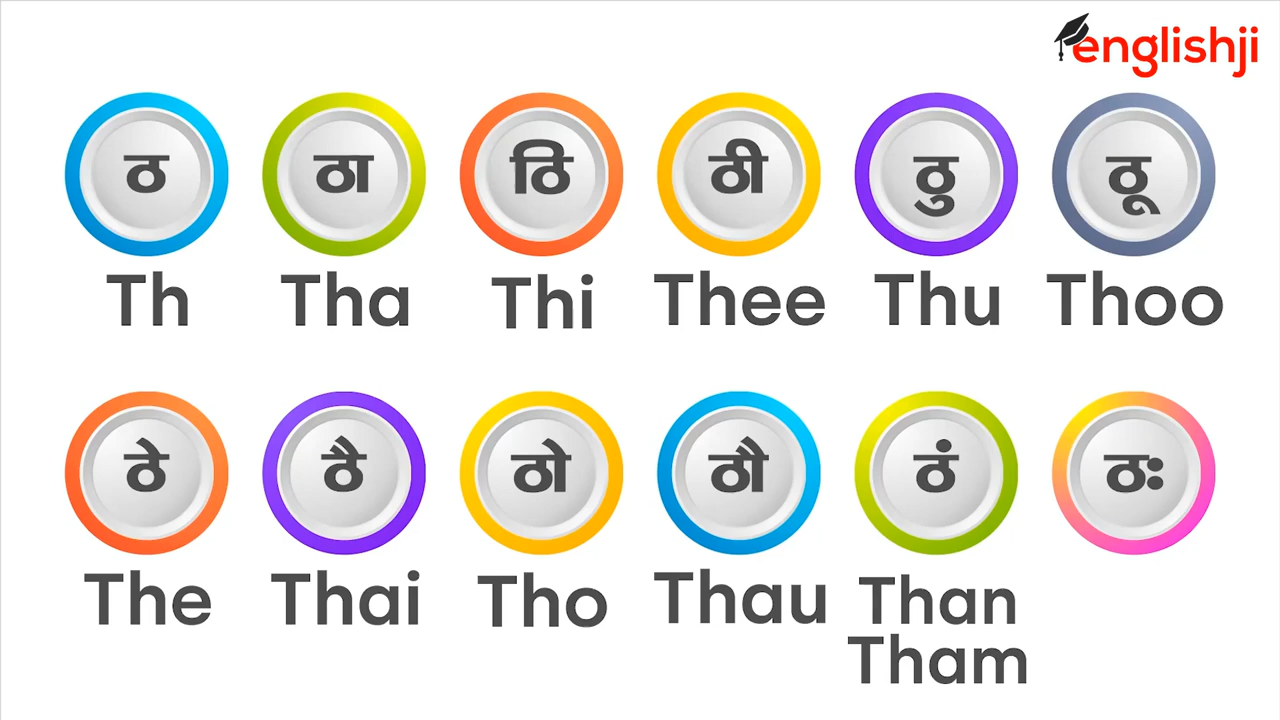 englishji
ठ ठा ठि ठी ठु ठू
Th Tha Thi Thee Thu Thoo
ठे ठै ठो ठौ ठं ठः
The Thai Tho Thau Than
Tham